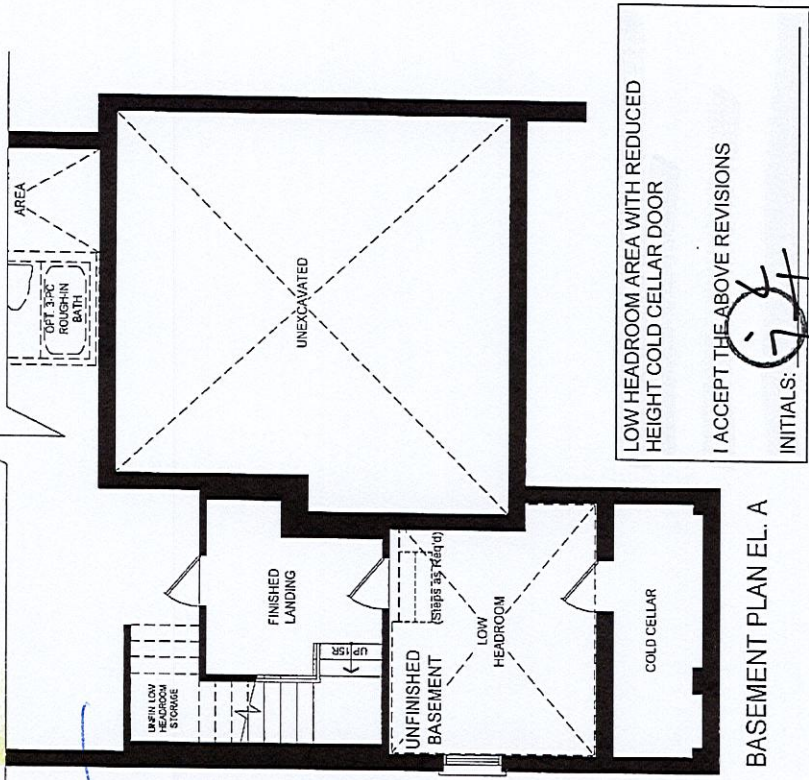 AREA
OPT. 3-PC
ROUGH-IN
BATH
UNEXCAVATED
FINISHED
LANDING
UNFIN LOW
HEADROOM
STORAGE
UP 15R
(Steps as Req'd)
UNFINISHED
BASEMENT
LOW
HEADROOM
COLD CELLAR
BASEMENT PLAN EL. A
LOW HEADROOM AREA WITH REDUCED
HEIGHT COLD CELLAR DOOR
I ACCEPT THE ABOVE REVISIONS
INITIALS: